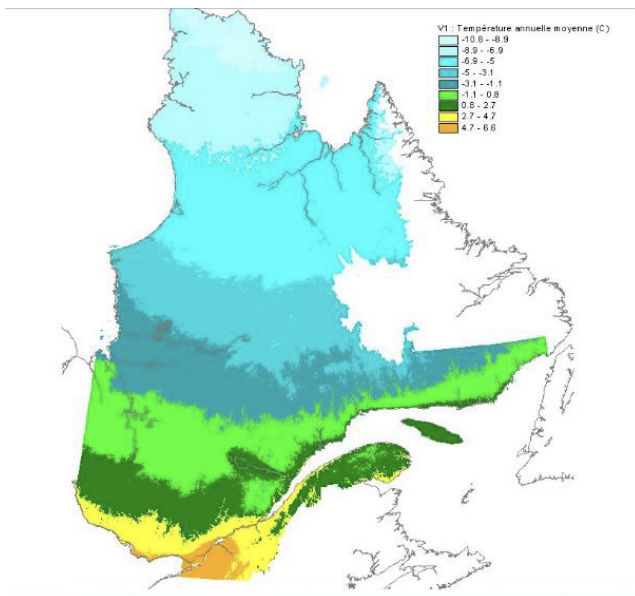 V1 : Température annuelle moyenne (C)
-10.8 - -8.9
-8.9 - -6.9
-6.9 - -5
-5 - -3.1
-3.1 - -1.1
-1.1 - 0.8
0.8 - 2.7
2.7 - 4.7
4.7 - 6.6